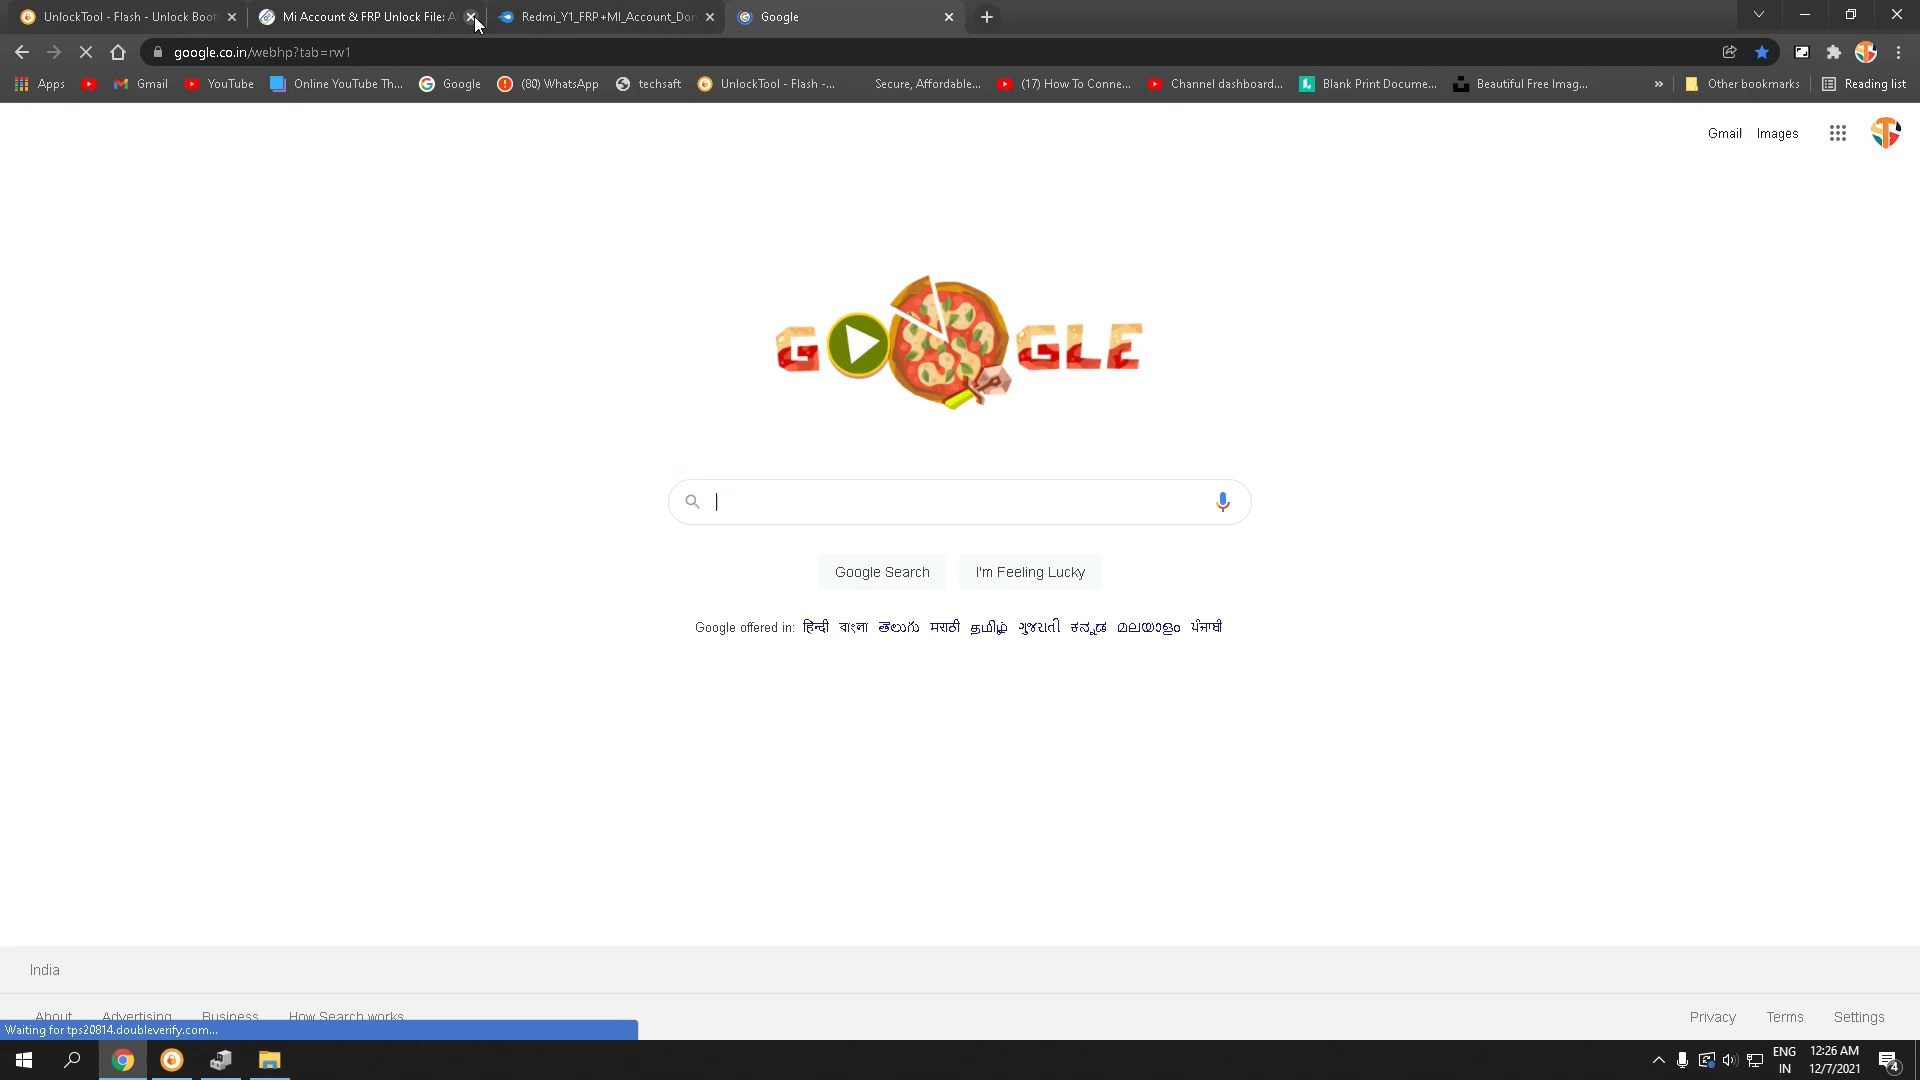 UnlockTool - Flash - Unlock Boot
Mi Account & FRP Unlock File: A
Redmi_Y1_FRP+MI_Account_Don
Google
google.co.in/webhp?tab=rw1
Apps
Gmail
YouTube
Online YouTube Th...
Google
(80) WhatsApp
techsaft
UnlockTool - Flash -...
Secure, Affordable...
(17) How To Conne...
Channel dashboard...
Blank Print Docume...
Beautiful Free Imag...
»
Other bookmarks
Reading list
Gmail Images
GOOGLE
Google Search
I'm Feeling Lucky
Google offered in: हिन्दी বাংলা తెలుగు मराठी தமிழ் ગુજરાતી ಕನ್ನಡ മലയാളം ਪੰਜਾਬੀ
India
About Advertising Business How Search works
Privacy Terms Settings
Waiting for tps20814.doubleverify.com...
ENG 12:26 AM
IN 12/7/2021
4